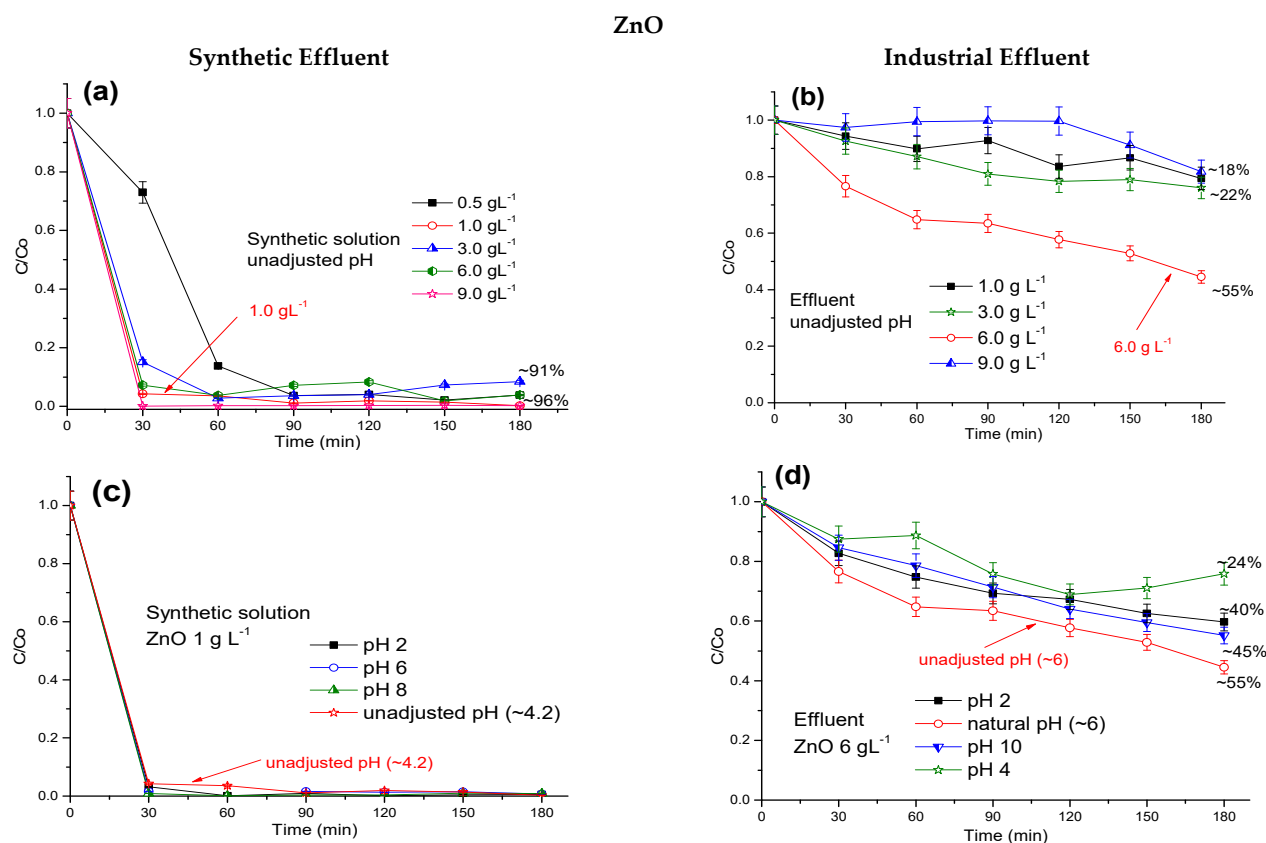 ZnO
Synthetic Effluent
Industrial Effluent
(a)
1.0
0.8
0.6
0.4
0.2
0.0
C/Co
0 30 60 90 120 150 180
Time (min)
Synthetic solution
unadjusted pH
0.5 gL⁻¹
1.0 gL⁻¹
3.0 gL⁻¹
6.0 gL⁻¹
9.0 gL⁻¹
1.0 gL⁻¹
~91%
~96%
(b)
1.0
0.8
0.6
0.4
0.2
0.0
C/Co
0 30 60 90 120 150 180
Time (min)
Effluent
unadjusted pH
1.0 g L⁻¹
3.0 g L⁻¹
6.0 g L⁻¹
9.0 g L⁻¹
~18%
~22%
~55%
6.0 g L⁻¹
(c)
1.0
0.8
0.6
0.4
0.2
0.0
C/Co
0 30 60 90 120 150 180
Time (min)
Synthetic solution
ZnO 1 g L⁻¹
pH 2
pH 6
pH 8
unadjusted pH (~4.2)
unadjusted pH (~4.2)
(d)
1.0
0.8
0.6
0.4
0.2
0.0
C/Co
0 30 60 90 120 150 180
Time (min)
~24%
~40%
~45%
~55%
unadjusted pH (~6)
Effluent
ZnO 6 gL⁻¹
pH 2
natural pH (~6)
pH 10
pH 4